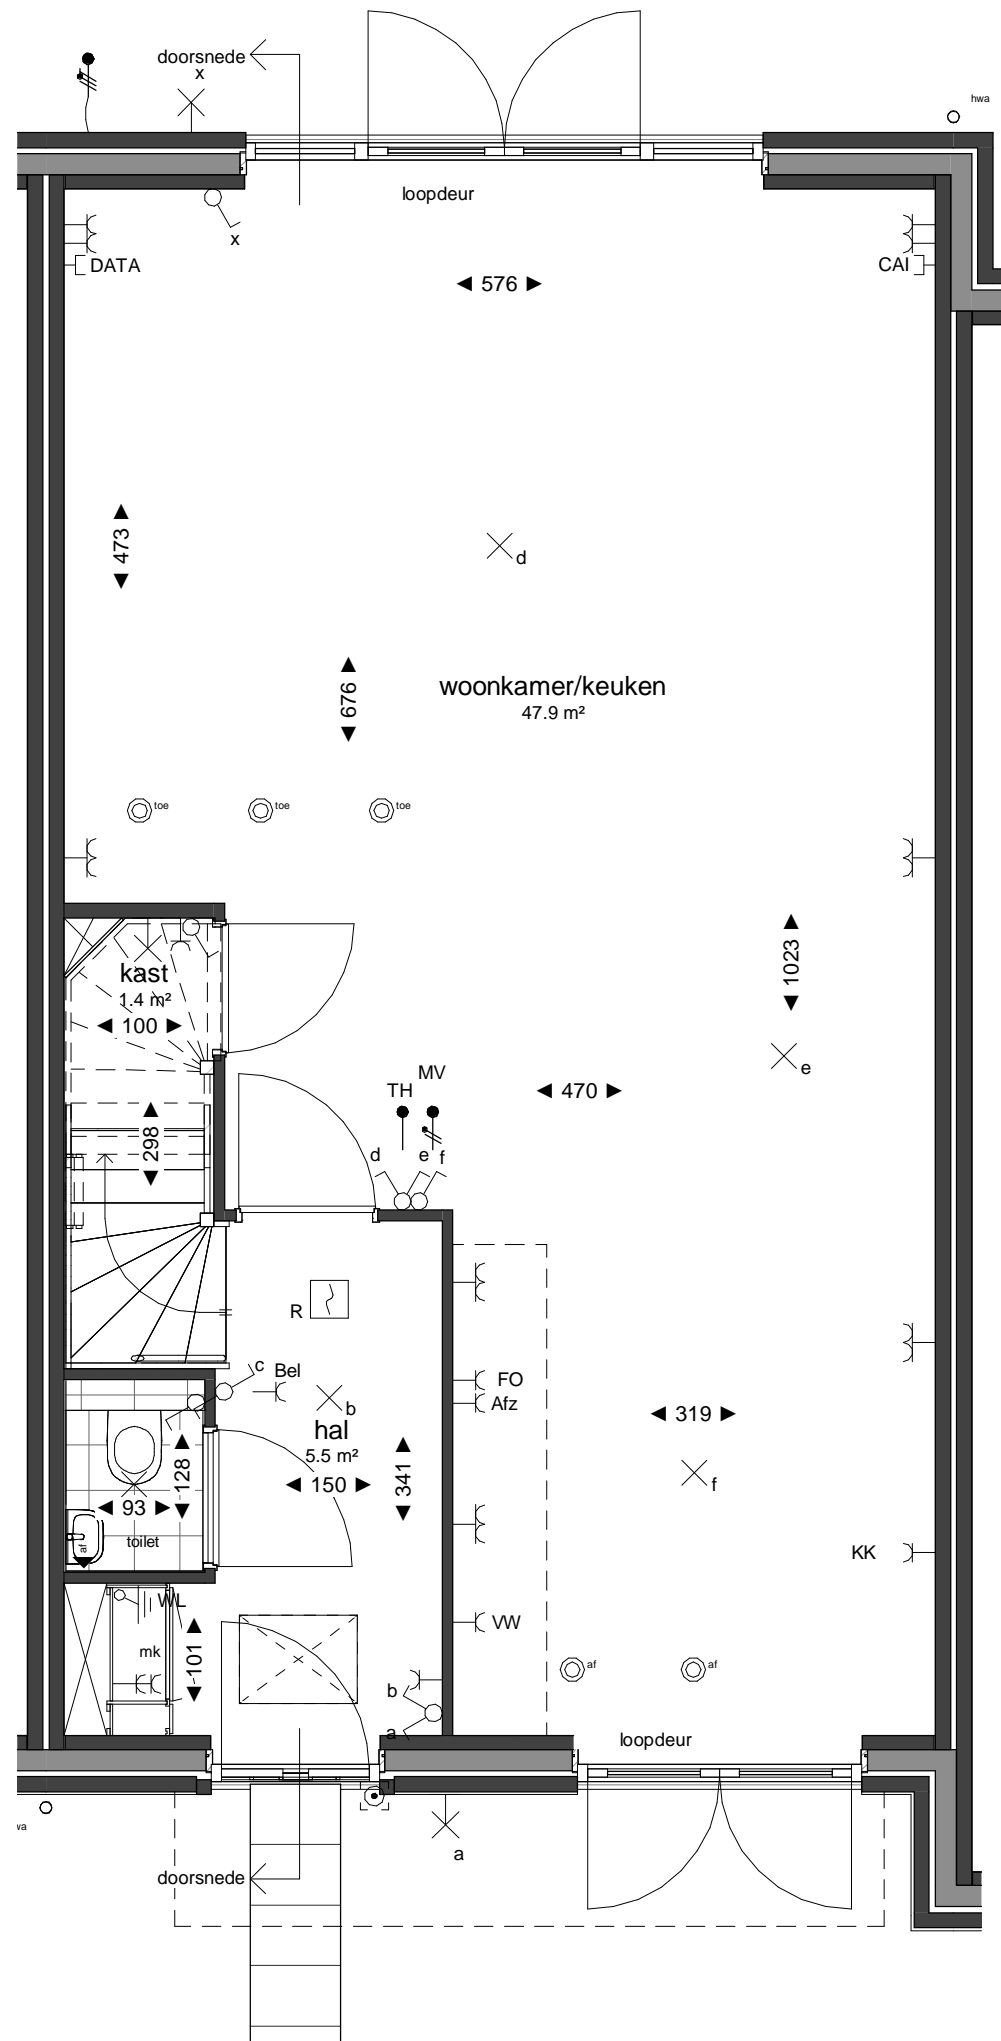 doorsnede
x
hwa
loopdeur
x
DATA
CAI
576
473
676
woonkamer/keuken
47.9 m²
d
toe
toe
toe
kast
1.4 m²
100
1023
e
MV
TH
470
d
e
f
298
R
c
Bel
b
FO
Afz
hal
5.5 m²
319
f
128
341
150
93
toilet
af
KK
WL
VW
mk
101
b
af
af
a
loopdeur
wa
a
doorsnede